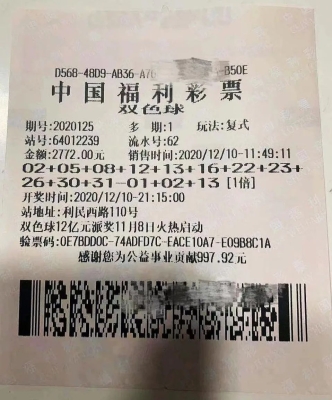 D568-48D9-AB36-A7 B50E
中国福利彩票
双色球
期号:2020125 多 期:1 玩法:复式
站号:64012239 流水号:62
金额:2772.00元 销售时间:2020/12/10-11:49:11
02+05+08+12+13+16+22+23+
26+30+31-01+02+13 [1倍]
开奖时间:2020/12/10-21:15:00
站地址:利民西路110号
双色球12亿元派奖11月8日火热启动
验票码:0E7BDD0C-74ADFD7C-EACE10A7-E09B8C1A
感谢您为公益事业贡献997.92元